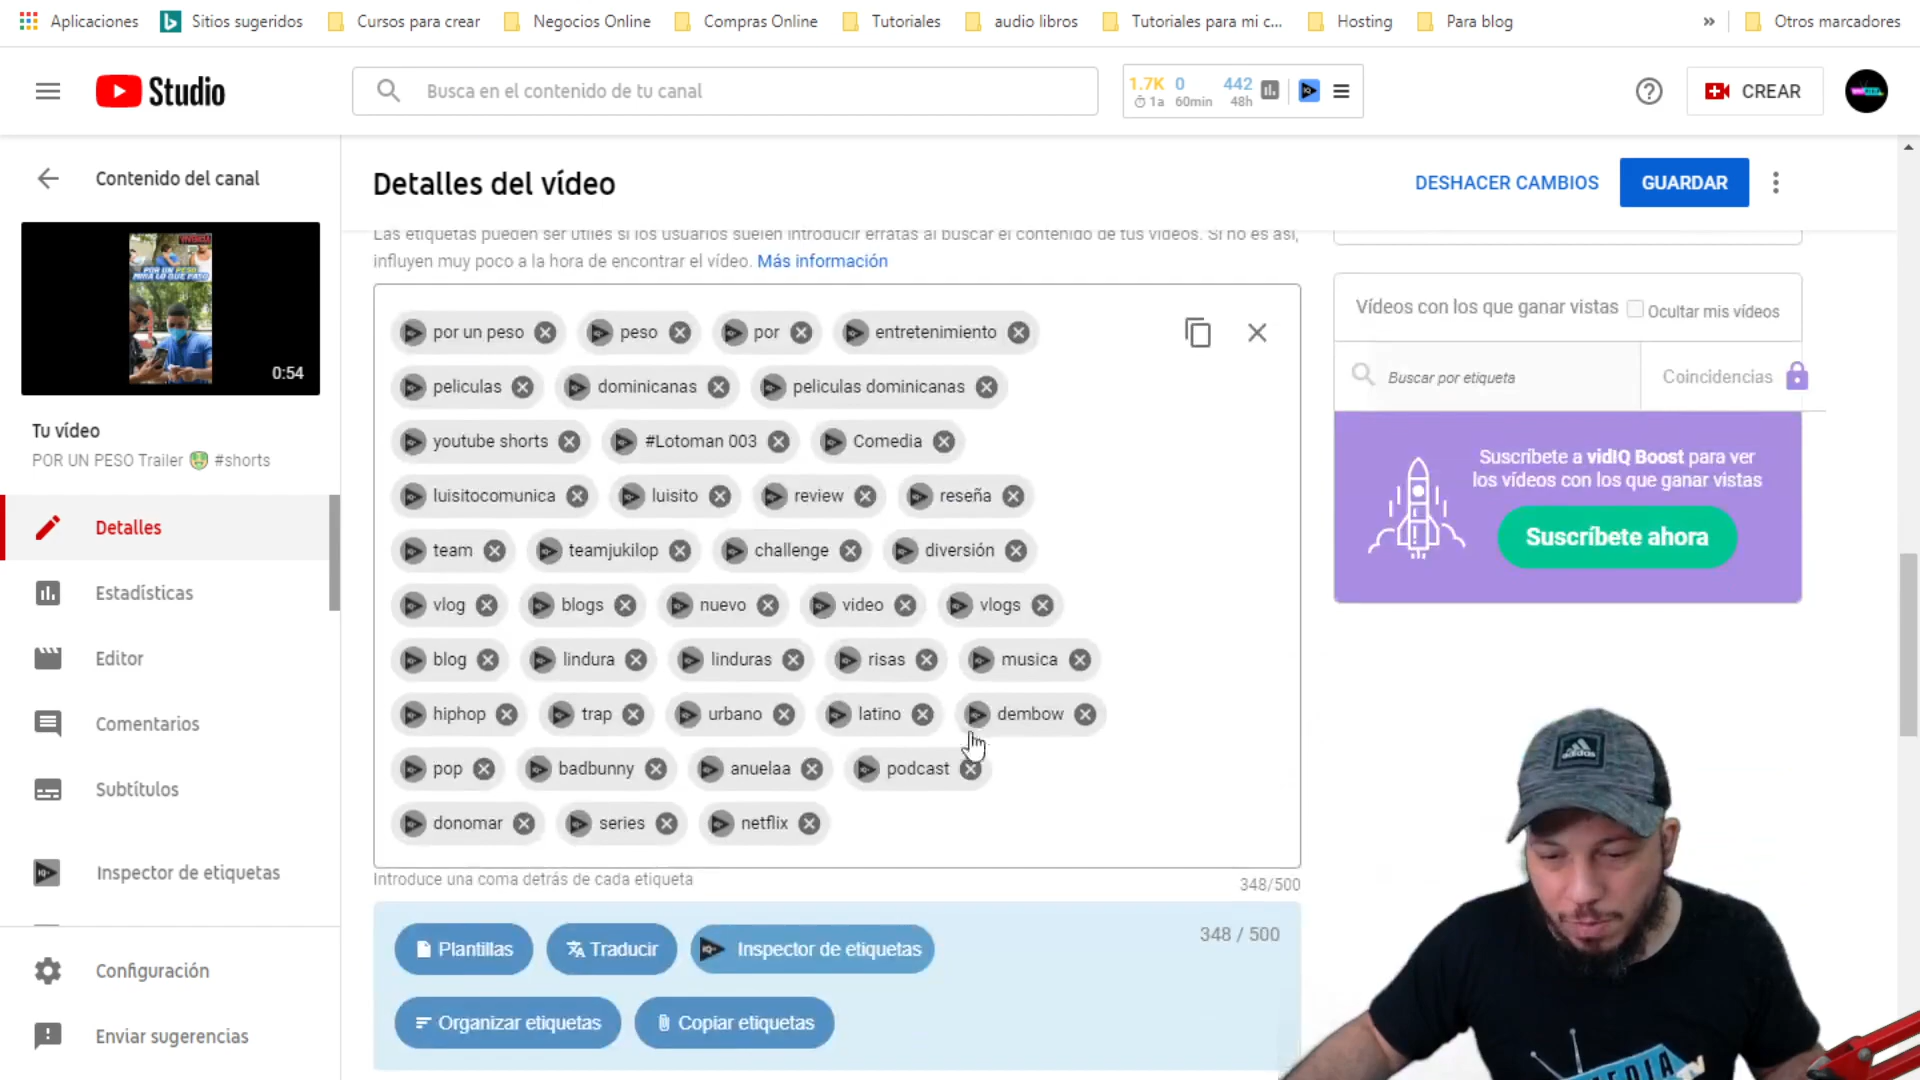 Aplicaciones Sitios sugeridos Cursos para crear Negocios Online Compras Online Tutoriales audio libros Tutoriales para mi c... Hosting Para blog » Otros marcadores
Studio Busca en el contenido de tu canal 1.7K 0 442 CREAR
1a 60min 48h
Contenido del canal
Detalles del vídeo DESHACER CAMBIOS GUARDAR
Las etiquetas pueden ser útiles si los usuarios suelen introducir erratas al buscar el contenido de tus vídeos. Si no es así,
influyen muy poco a la hora de encontrar el vídeo. Más información
0:54
Tu vídeo
POR UN PESO Trailer #shorts
Detalles
Estadísticas
Editor
Comentarios
Subtítulos
Inspector de etiquetas
Configuración
Enviar sugerencias
por un peso peso por entretenimiento
peliculas dominicanas peliculas dominicanas
youtube shorts #Lotoman 003 Comedia
luisitocomunica luisito review reseña
team teamjukilop challenge diversión
vlog blogs nuevo video vlogs
blog lindura linduras risas musica
hiphop trap urbano latino dembow
pop badbunny anuelaa podcast
donomar series netflix
Introduce una coma detrás de cada etiqueta 348/500
Plantillas Traducir Inspector de etiquetas 348 / 500
Organizar etiquetas Copiar etiquetas
Vídeos con los que ganar vistas Ocultar mis vídeos
Buscar por etiqueta Coincidencias
Suscríbete a vidIQ Boost para ver
los vídeos con los que ganar vistas
Suscríbete ahora
adidas